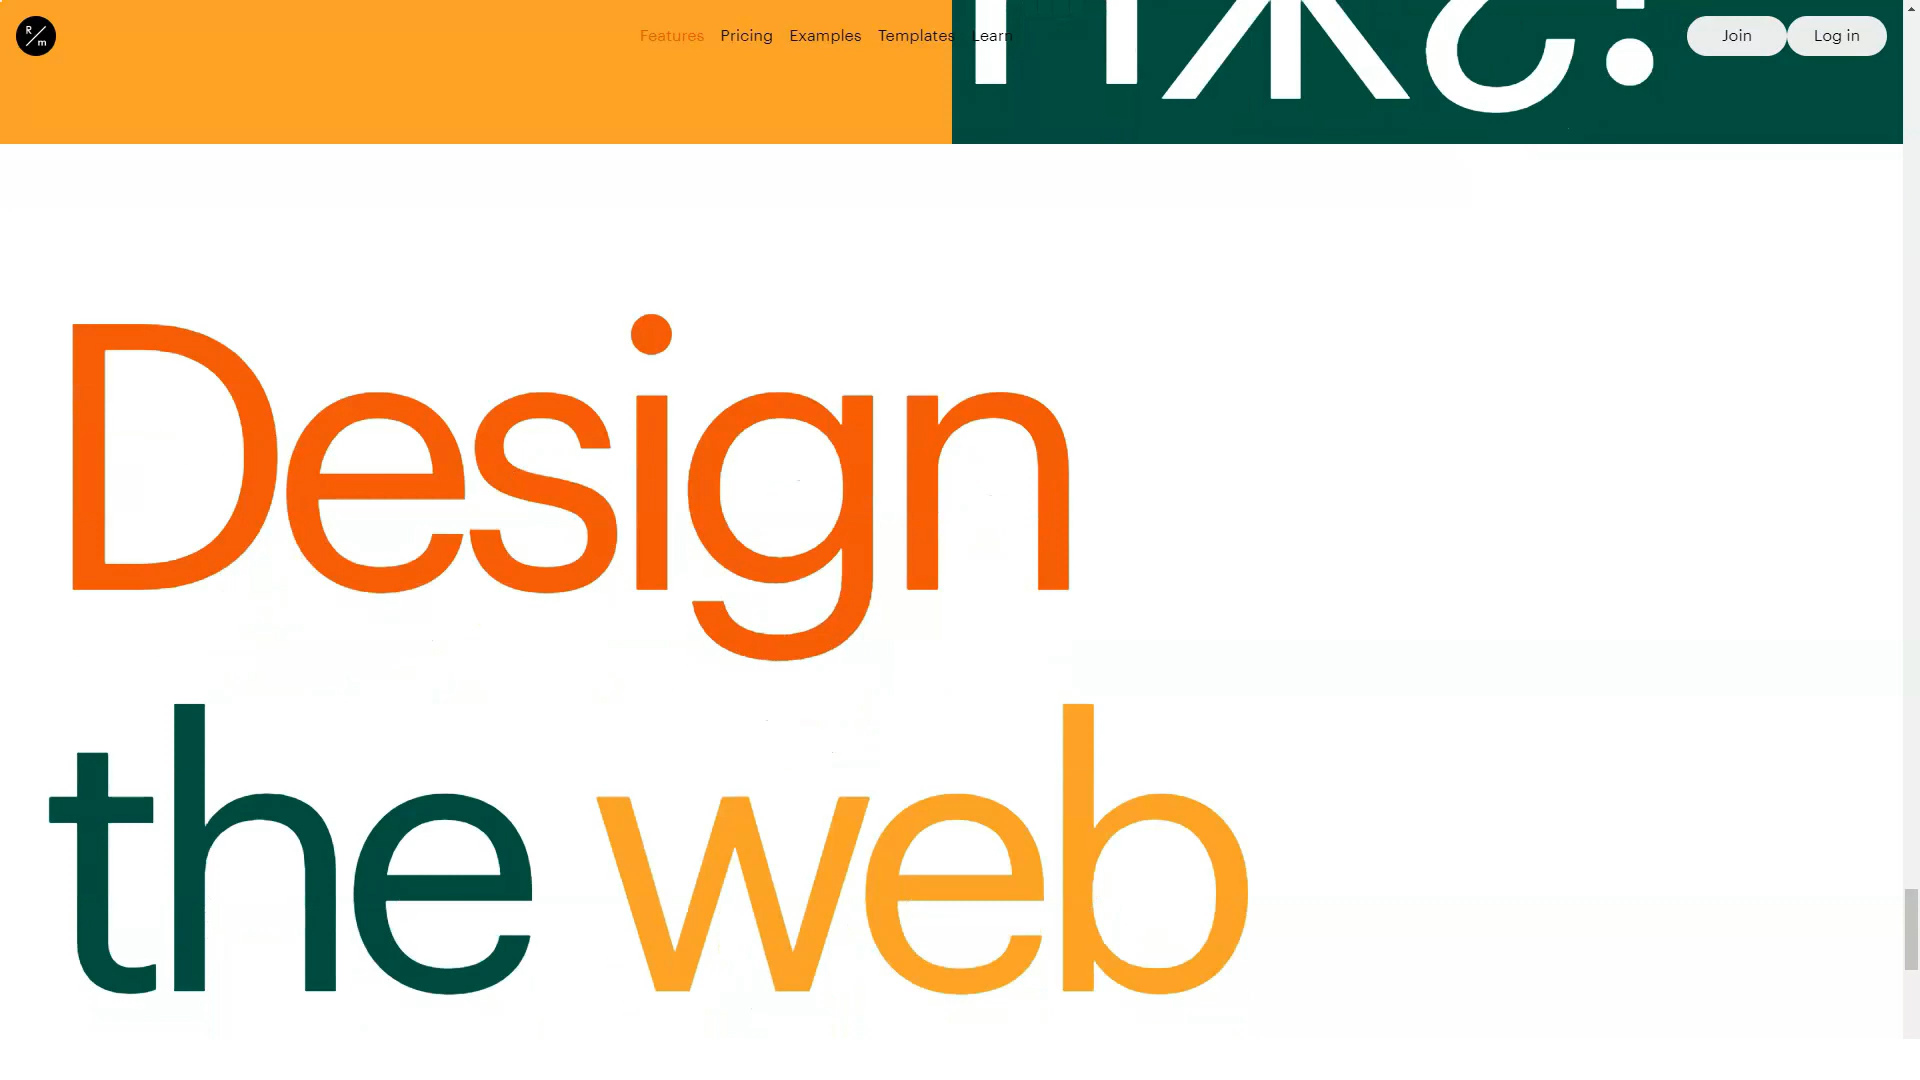 R/m
Features Pricing Examples Templates Learn
Join Log in
Design
the web